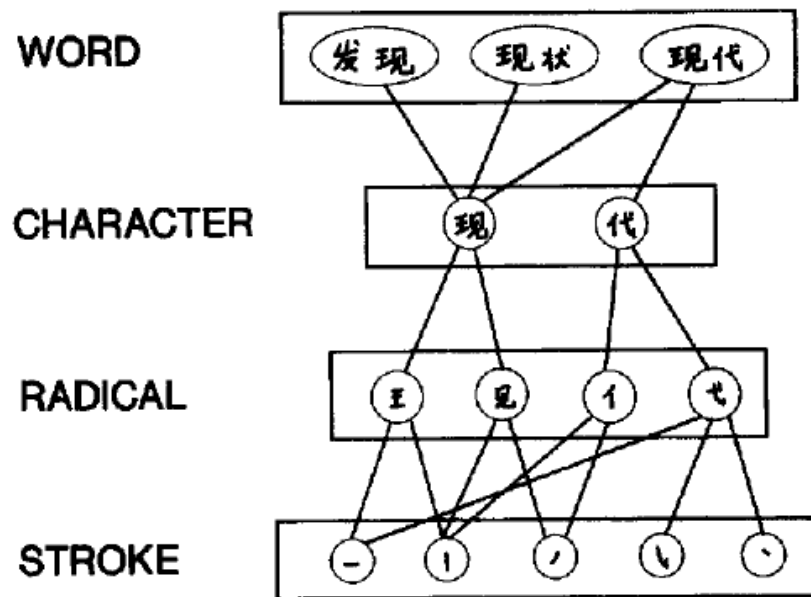 WORD 发现 现状 现代
CHARACTER 现 代
RADICAL 王 见 亻 弋
STROKE 一 丨 丿 ㇂ 丶